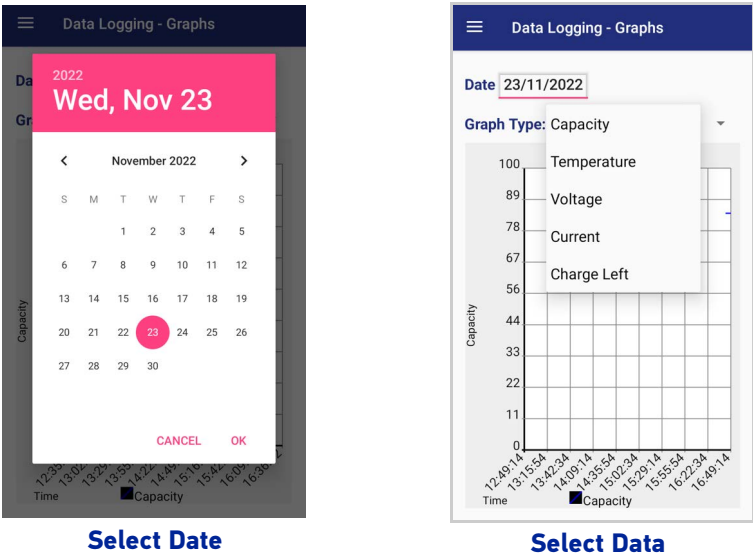 Data Logging - Graphs
Da
Gr
2022
Wed, Nov 23
November 2022
S M T W T F S
1 2 3 4 5
6 7 8 9 10 11 12
13 14 15 16 17 18 19
20 21 22 23 24 25 26
27 28 29 30
CANCEL OK
Capacity
Time
Capacity
Select Date
Data Logging - Graphs
Date 23/11/2022
Graph Type:
Capacity
Temperature
Voltage
Current
Charge Left
100
89
78
67
56
44
33
22
11
0
Capacity
12:49:14 13:15:54 13:42:34 14:09:14 14:35:54 15:02:34 15:29:14 15:55:54 16:22:34 16:49:14
Time
Capacity
Select Data